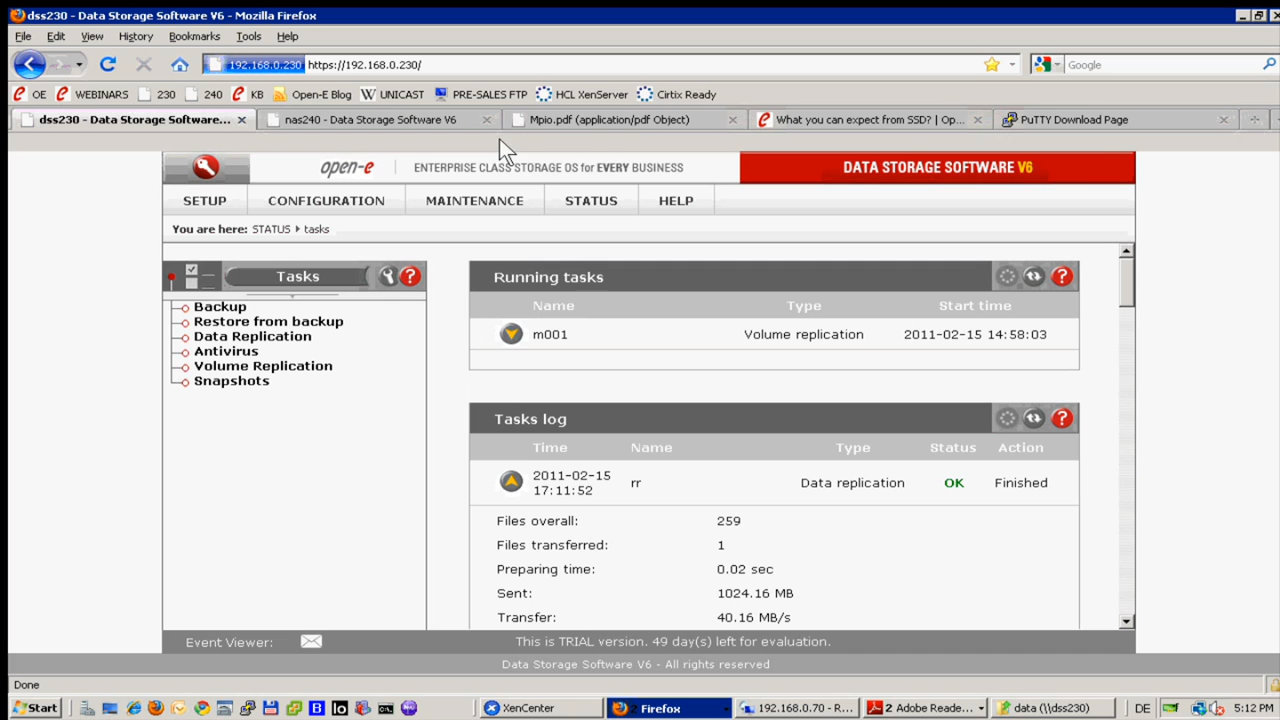 dss230 - Data Storage Software V6 - Mozilla Firefox
File Edit View History Bookmarks Tools Help
192.168.0.230 https://192.168.0.230/ Google
OE WEBINARS 230 240 KB Open-E Blog UNICAST PRE-SALES FTP HCL XenServer Cirtix Ready
dss230 - Data Storage Software... nas240 - Data Storage Software V6 Mpio.pdf (application/pdf Object) What you can expect from SSD? | Op... PuTTY Download Page
open-e ENTERPRISE CLASS STORAGE OS for EVERY BUSINESS DATA STORAGE SOFTWARE V6
SETUP CONFIGURATION MAINTENANCE STATUS HELP
You are here: STATUS tasks
Tasks
Backup
Restore from backup
Data Replication
Antivirus
Volume Replication
Snapshots
Running tasks
Name Type Start time
m001 Volume replication 2011-02-15 14:58:03
Tasks log
Time Name Type Status Action
2011-02-15
17:11:52 rr Data replication OK Finished
Files overall: 259
Files transferred: 1
Preparing time: 0.02 sec
Sent: 1024.16 MB
Transfer: 40.16 MB/s
Event Viewer: This is TRIAL version. 49 day(s) left for evaluation.
Data Storage Software V6 - All rights reserved
Done
Start XenCenter 2 Firefox 192.168.0.70 - R... 2 Adobe Reade... data (\\dss230) DE 5:12 PM